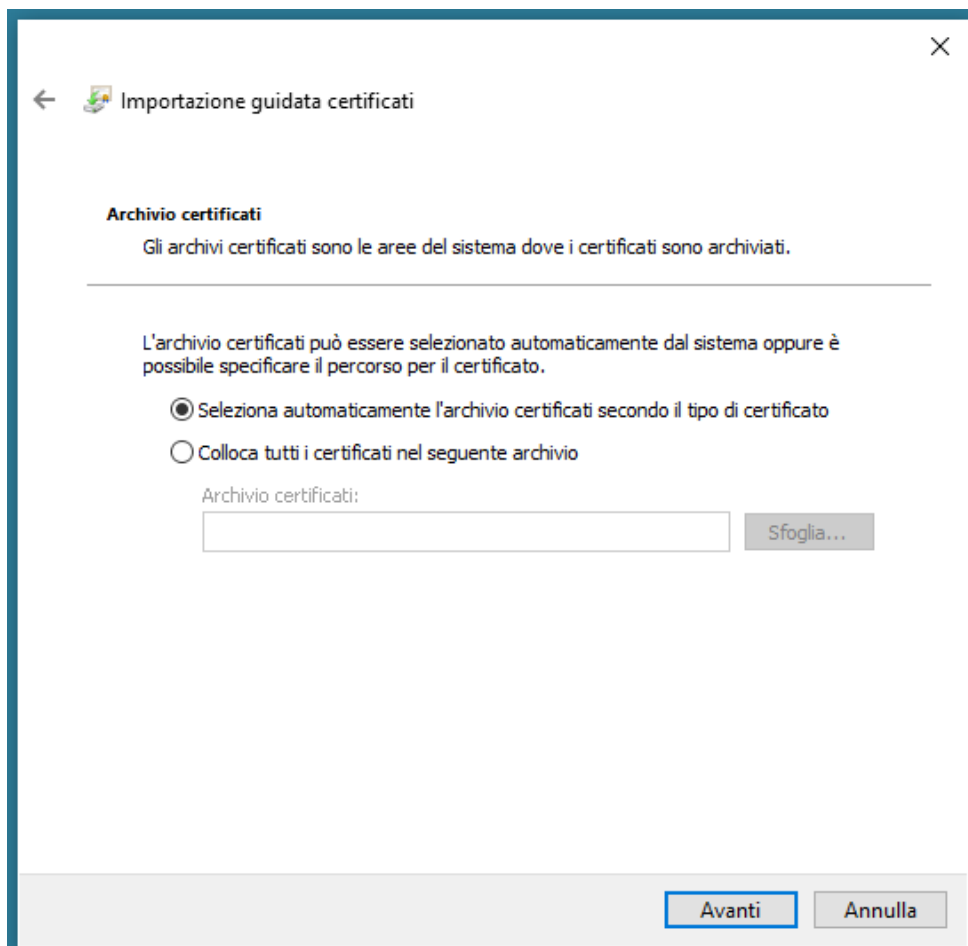 Importazione guidata certificati
Archivio certificati
Gli archivi certificati sono le aree del sistema dove i certificati sono archiviati.
L'archivio certificati può essere selezionato automaticamente dal sistema oppure è
possibile specificare il percorso per il certificato.
Seleziona automaticamente l'archivio certificati secondo il tipo di certificato
Colloca tutti i certificati nel seguente archivio
Archivio certificati:
Sfoglia...
Avanti
Annulla